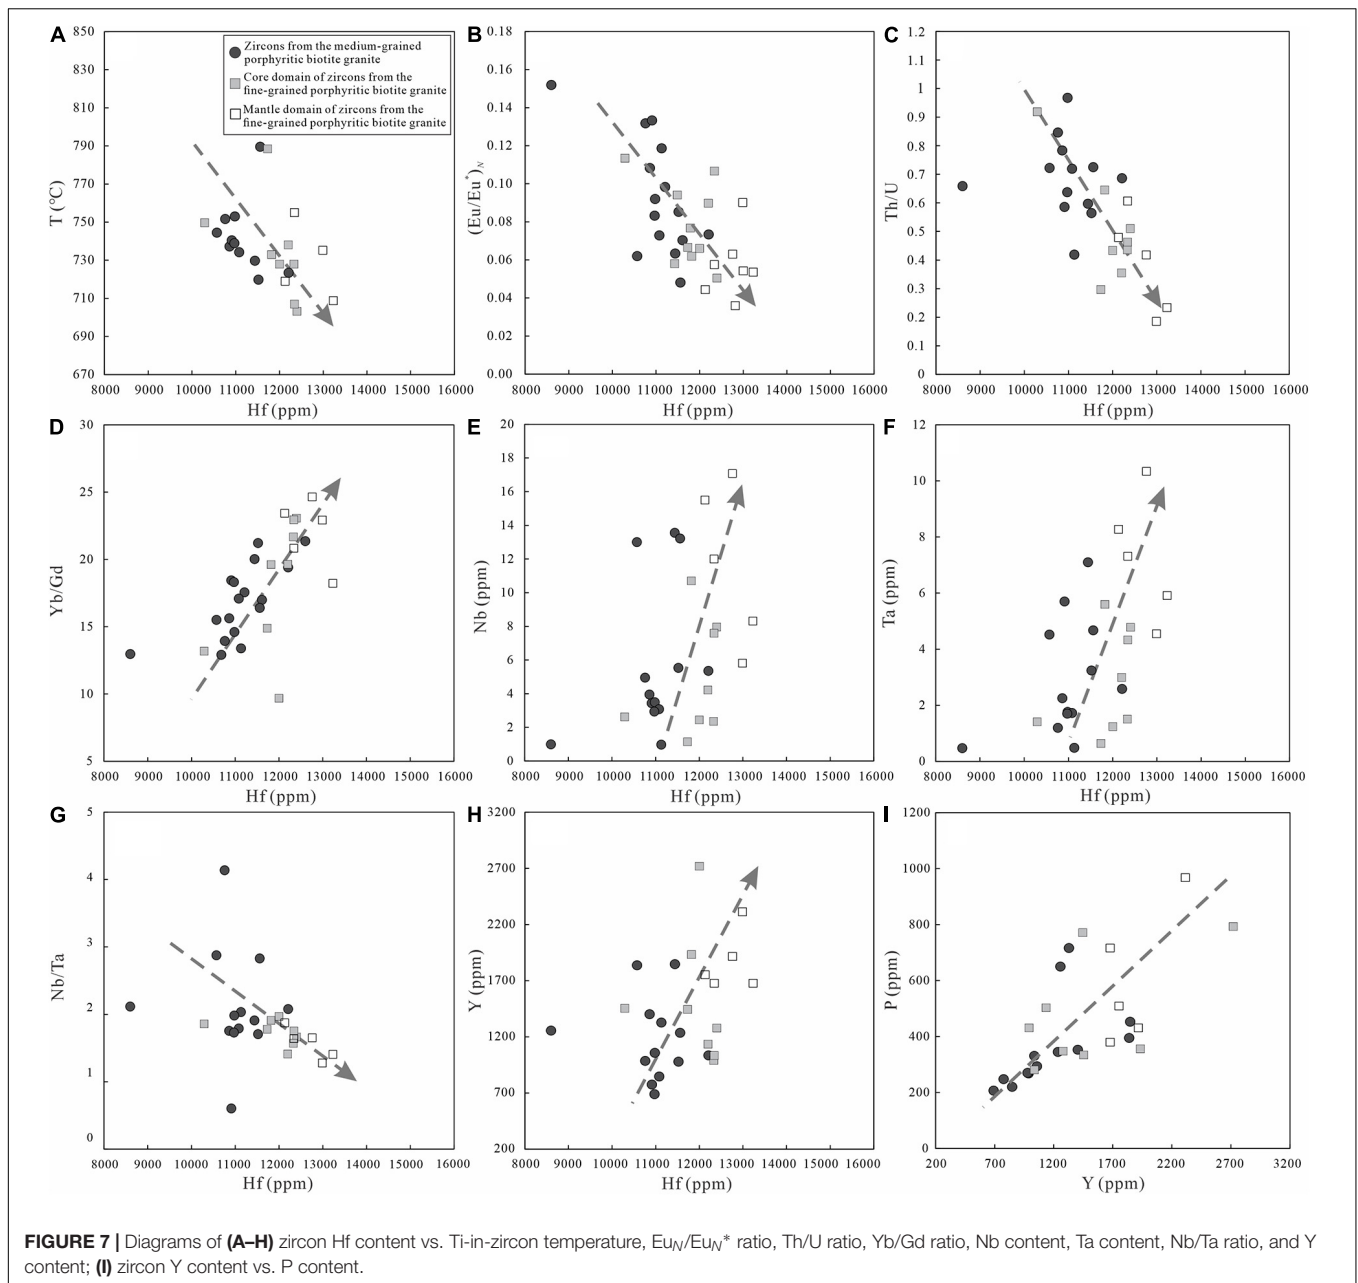 A
850
830
810
790
770
750
730
710
690
670
T (°C)
Zircons from the medium-grained
porphyritic biotite granite
Core domain of zircons from the
fine-grained porphyritic biotite granite
Mantle domain of zircons from the
fine-grained porphyritic biotite granite
8000 9000 10000 11000 12000 13000 14000 15000 16000
Hf (ppm)
B
0.18
0.16
0.14
0.12
0.10
0.08
0.06
0.04
0.02
0.00
(Eu/Eu*)N
8000 9000 10000 11000 12000 13000 14000 15000 16000
Hf (ppm)
C
1.2
1.1
1
0.9
0.8
0.7
0.6
0.5
0.4
0.3
0.2
0.1
0
Th/U
8000 9000 10000 11000 12000 13000 14000 15000 16000
Hf (ppm)
D
30
25
20
15
10
5
Yb/Gd
8000 9000 10000 11000 12000 13000 14000 15000 16000
Hf (ppm)
E
20
18
16
14
12
10
8
6
4
2
0
Nb (ppm)
8000 9000 10000 11000 12000 13000 14000 15000 16000
Hf (ppm)
F
12
10
8
6
4
2
0
Ta (ppm)
8000 9000 10000 11000 12000 13000 14000 15000 16000
Hf (ppm)
G
5
4
3
2
1
0
Nb/Ta
8000 9000 10000 11000 12000 13000 14000 15000 16000
Hf (ppm)
H
3200
2700
2200
1700
1200
700
200
Y (ppm)
8000 9000 10000 11000 12000 13000 14000 15000 16000
Hf (ppm)
I
1200
1000
800
600
400
200
0
P (ppm)
200 700 1200 1700 2200 2700 3200
Y (ppm)
FIGURE 7 | Diagrams of (A–H) zircon Hf content vs. Ti-in-zircon temperature, EuN/EuN* ratio, Th/U ratio, Yb/Gd ratio, Nb content, Ta content, Nb/Ta ratio, and Y
content; (I) zircon Y content vs. P content.